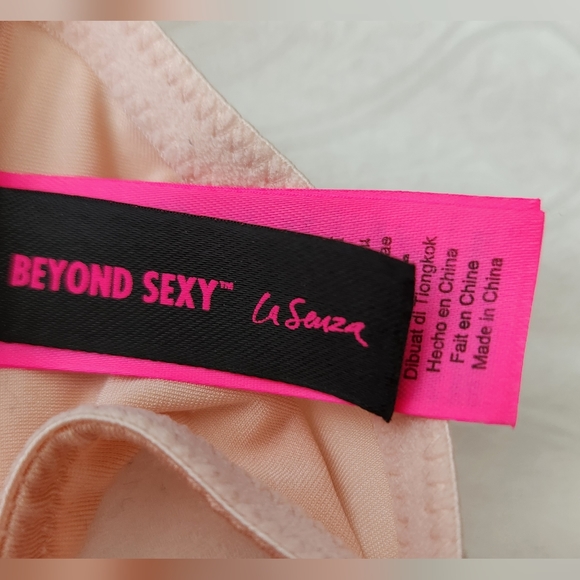 BEYOND SEXY™ La Senza
Dibuat di Tiongkok
Hecho en China
Fait en Chine
Made in China